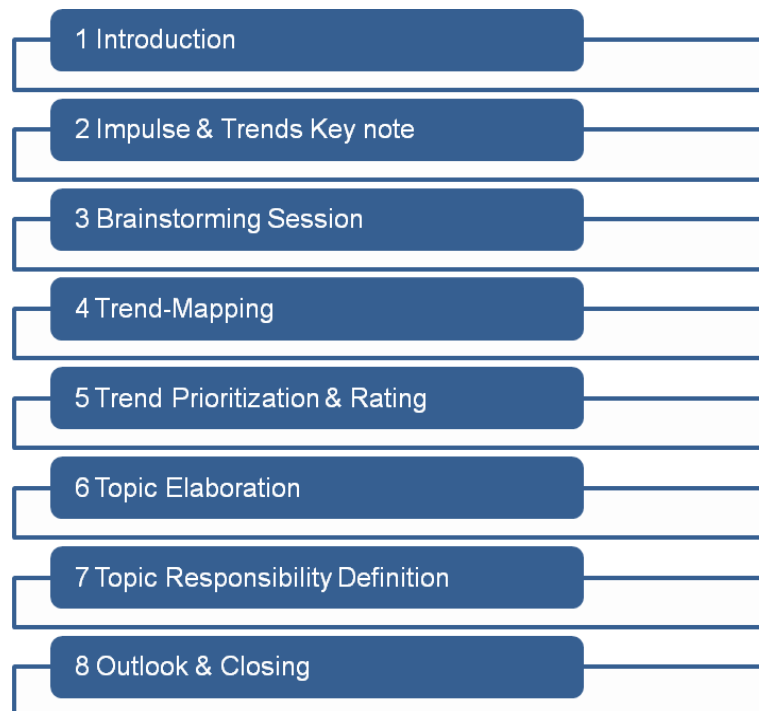 1 Introduction
2 Impulse & Trends Key note
3 Brainstorming Session
4 Trend-Mapping
5 Trend Prioritization & Rating
6 Topic Elaboration
7 Topic Responsibility Definition
8 Outlook & Closing